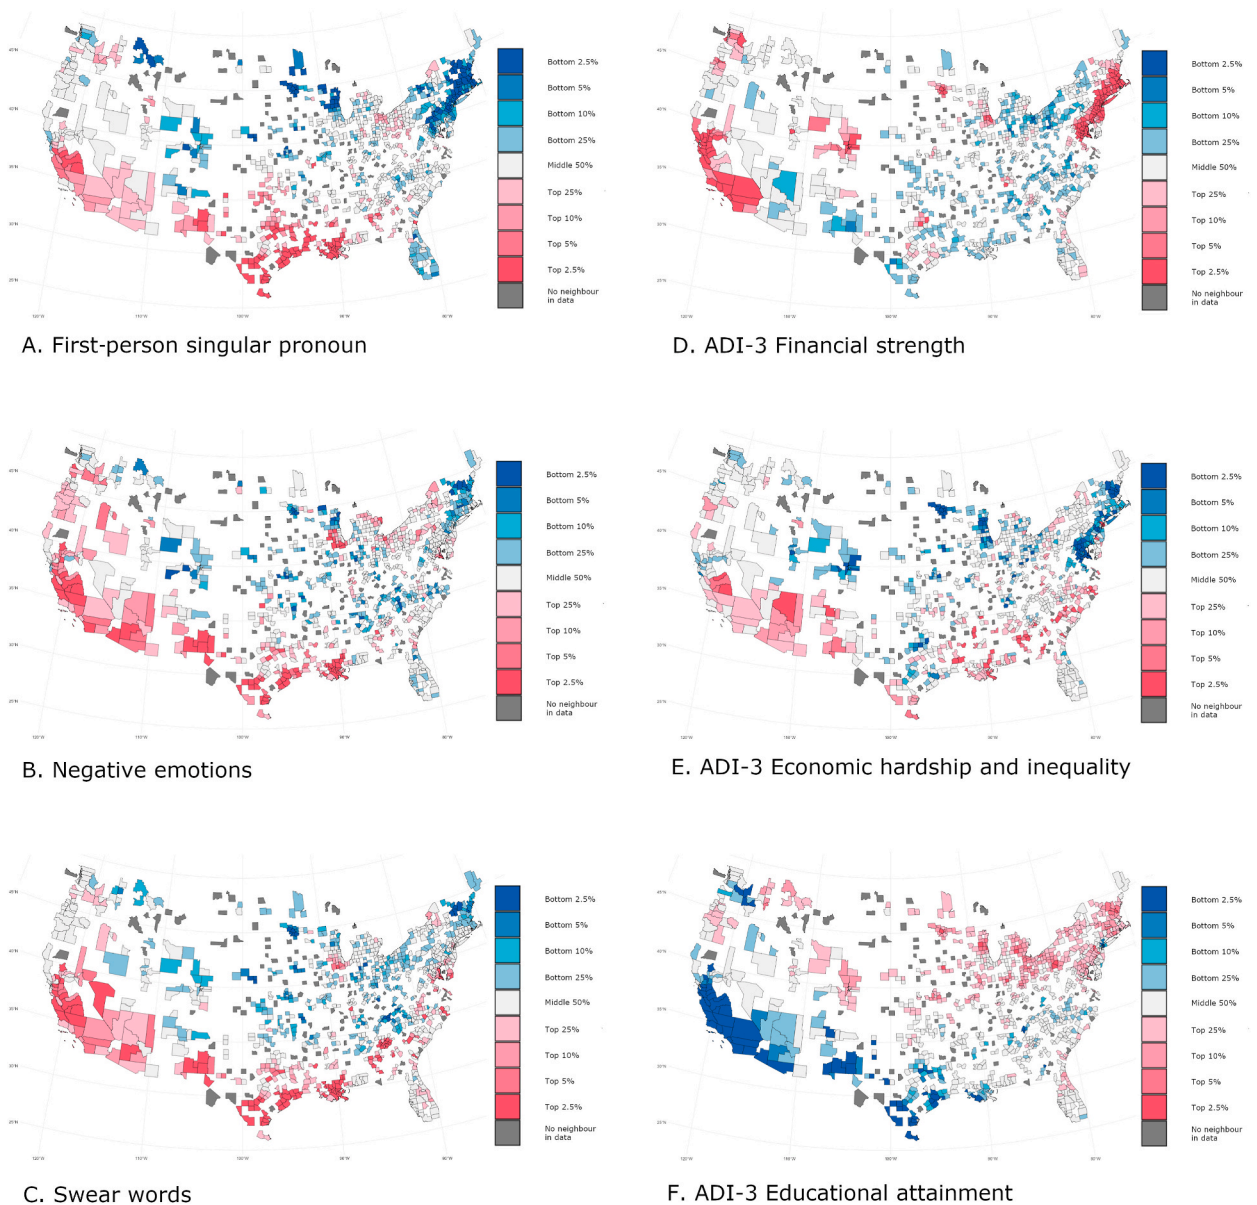 Bottom 2.5%
Bottom 5%
Bottom 10%
Bottom 25%
Middle 50%
Top 25%
Top 10%
Top 5%
Top 2.5%
No neighbour
in data
A. First-person singular pronoun
Bottom 2.5%
Bottom 5%
Bottom 10%
Bottom 25%
Middle 50%
Top 25%
Top 10%
Top 5%
Top 2.5%
No neighbour
in data
D. ADI-3 Financial strength
Bottom 2.5%
Bottom 5%
Bottom 10%
Bottom 25%
Middle 50%
Top 25%
Top 10%
Top 5%
Top 2.5%
No neighbour
in data
B. Negative emotions
Bottom 2.5%
Bottom 5%
Bottom 10%
Bottom 25%
Middle 50%
Top 25%
Top 10%
Top 5%
Top 2.5%
No neighbour
in data
E. ADI-3 Economic hardship and inequality
Bottom 2.5%
Bottom 5%
Bottom 10%
Bottom 25%
Middle 50%
Top 25%
Top 10%
Top 5%
Top 2.5%
No neighbour
in data
C. Swear words
Bottom 2.5%
Bottom 5%
Bottom 10%
Bottom 25%
Middle 50%
Top 25%
Top 10%
Top 5%
Top 2.5%
No neighbour
in data
F. ADI-3 Educational attainment